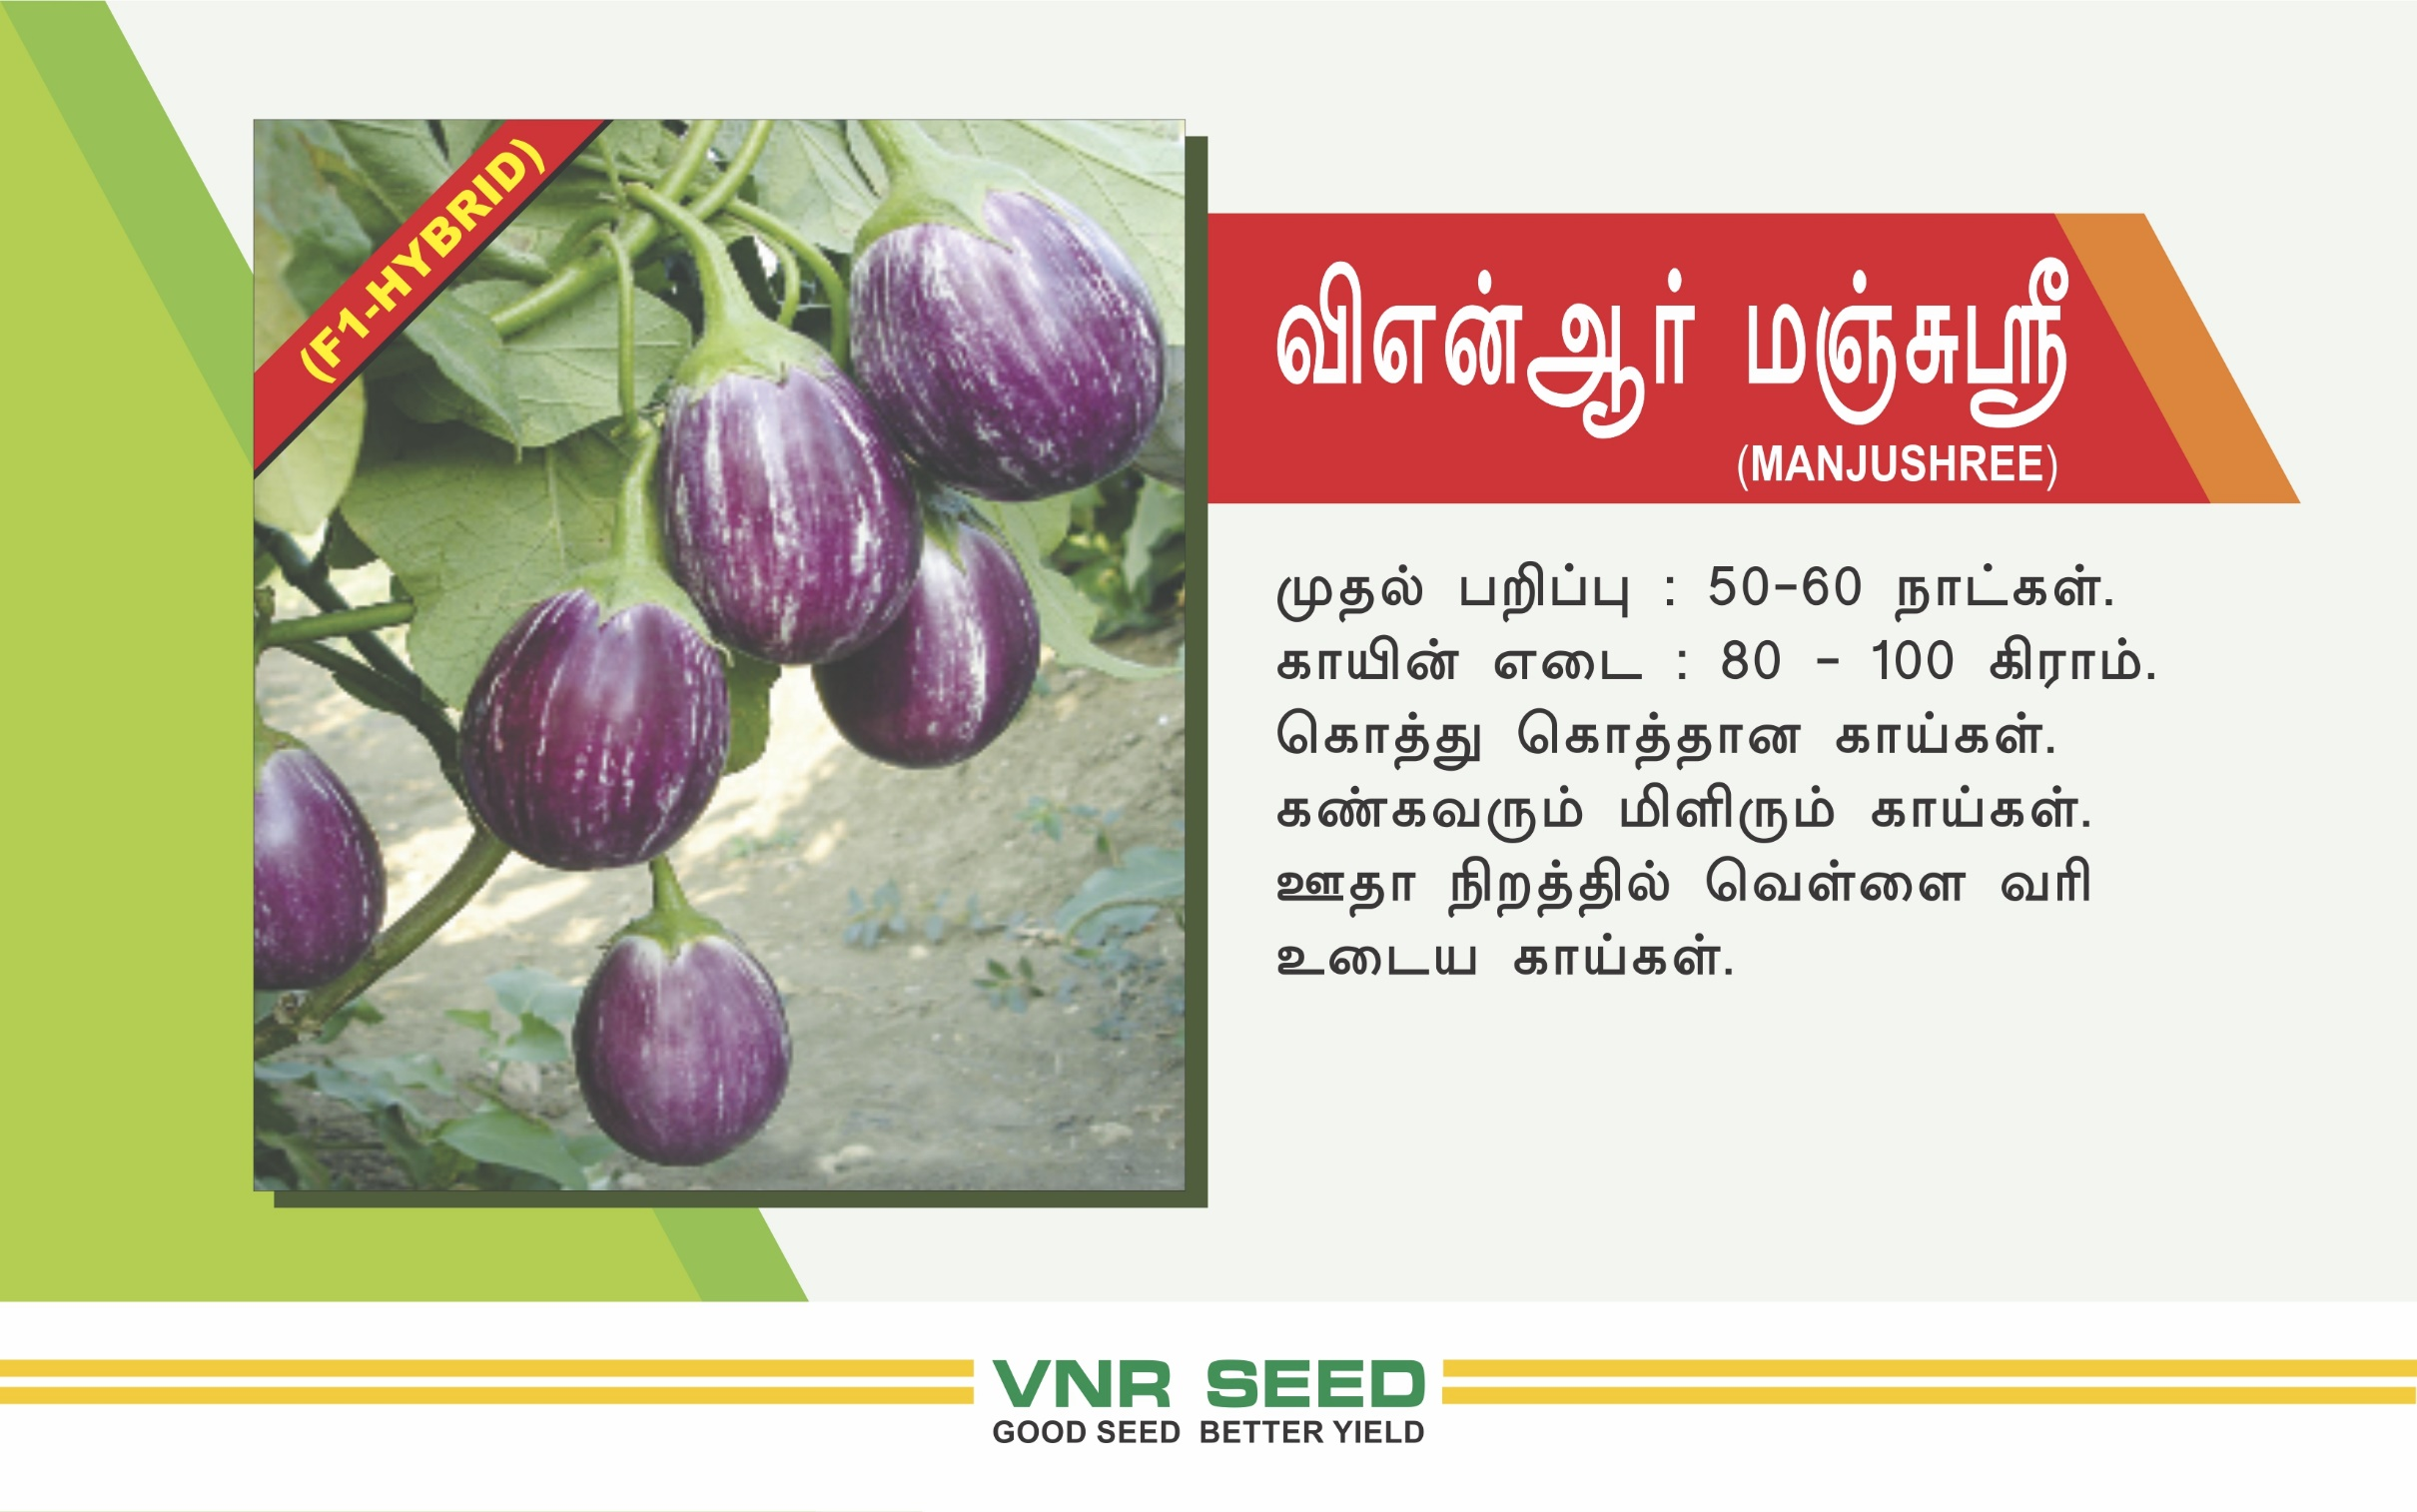 (F1-HYBRID))
விஎன்ஆர் மஞ்சுஸ்ரீ
(MANJUSHREE)
முதல் பறிப்பு : 50-60 நாட்கள்.
காயின் எடை : 80 - 100 கிராம்.
கொத்து கொத்தான காய்கள்.
கண்கவரும் மிளிரும் காய்கள்.
ஊதா நிறத்தில் வெள்ளை வரி
உடைய காய்கள்.
VNR SEED
GOOD SEED BETTER YIELD